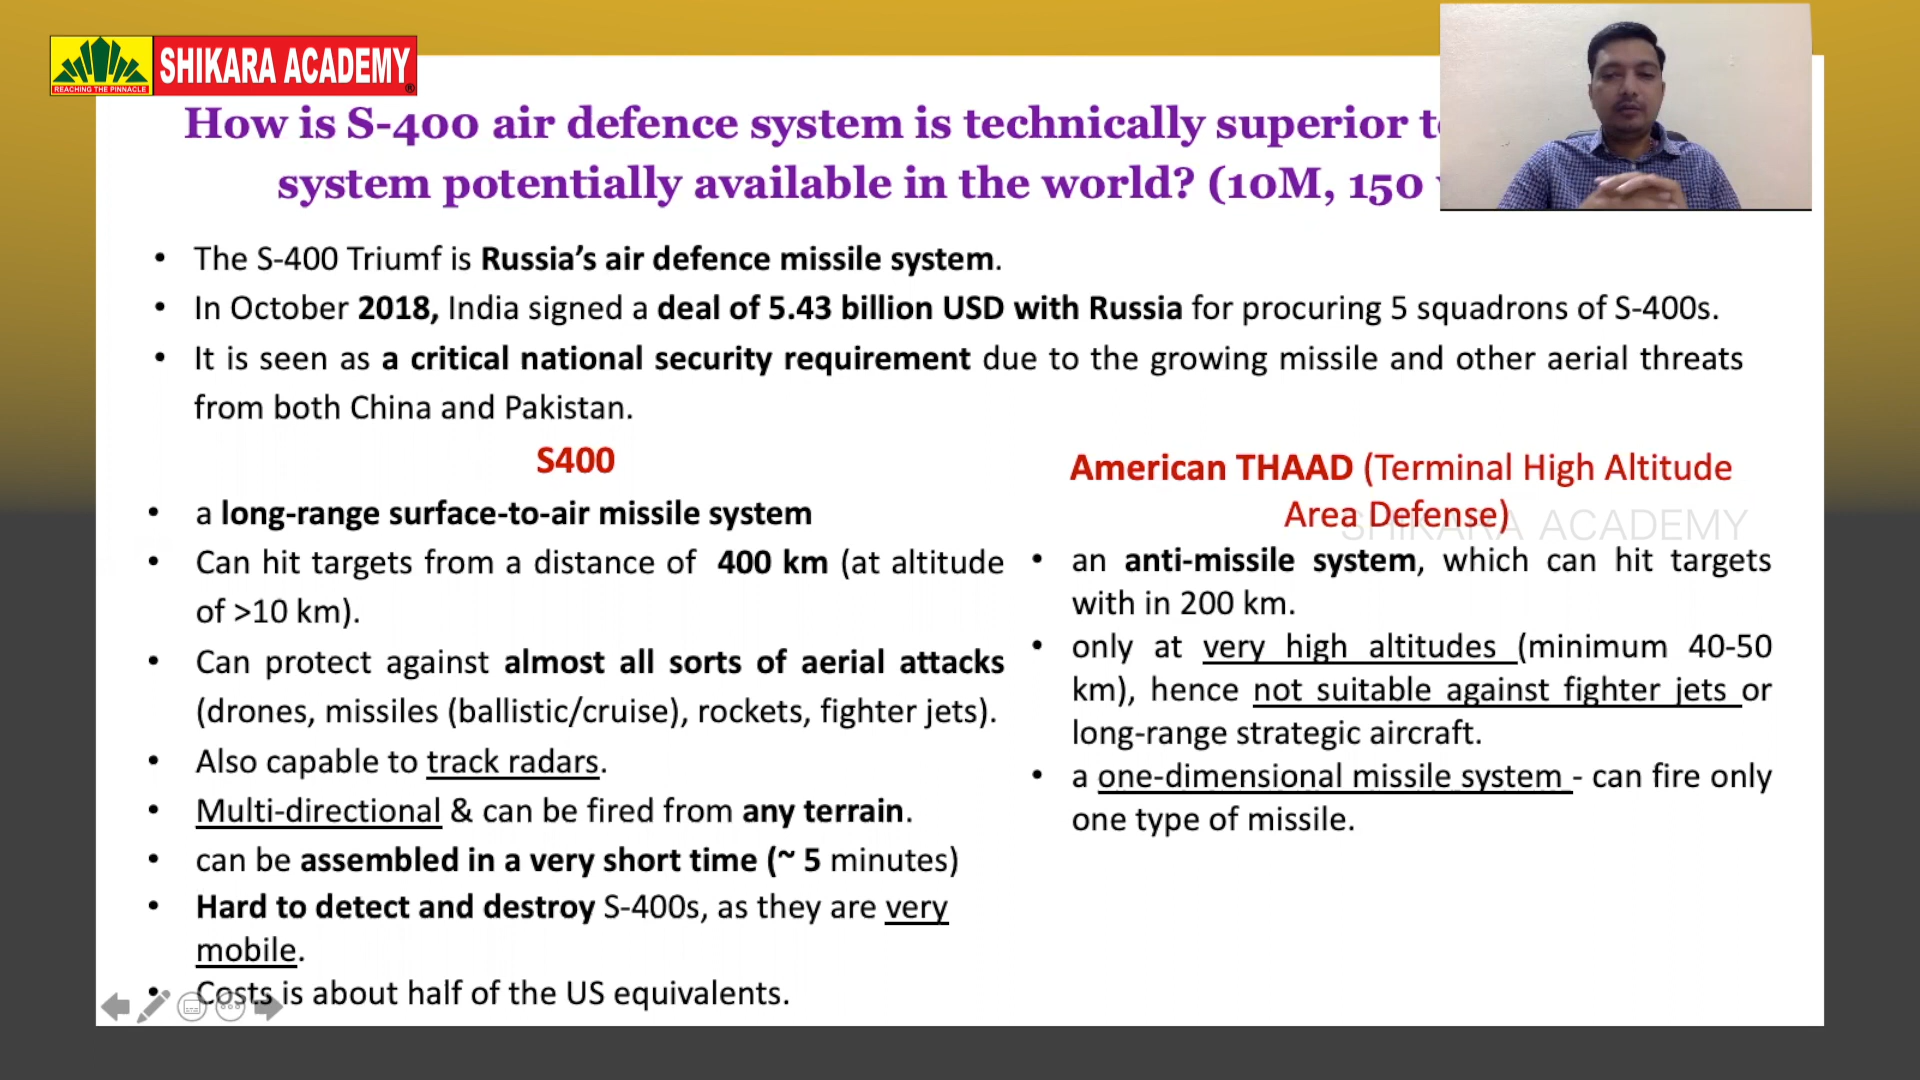 SHIKARA ACADEMY
REACHING THE PINNACLE
How is S-400 air defence system is technically superior
system potentially available in the world? (10M, 150
• The S-400 Triumf is Russia’s air defence missile system.
• In October 2018, India signed a deal of 5.43 billion USD with Russia for procuring 5 squadrons of S-400s.
• It is seen as a critical national security requirement due to the growing missile and other aerial threats
from both China and Pakistan.
S400
• a long-range surface-to-air missile system
• Can hit targets from a distance of 400 km (at altitude
of >10 km).
• Can protect against almost all sorts of aerial attacks
(drones, missiles (ballistic/cruise), rockets, fighter jets).
• Also capable to track radars.
• Multi-directional & can be fired from any terrain.
• can be assembled in a very short time (~ 5 minutes)
• Hard to detect and destroy S-400s, as they are very
mobile.
• Costs is about half of the US equivalents.
American THAAD (Terminal High Altitude
Area Defense)
SHIKARA ACADEMY
• an anti-missile system, which can hit targets
with in 200 km.
• only at very high altitudes (minimum 40-50
km), hence not suitable against fighter jets or
long-range strategic aircraft.
• a one-dimensional missile system - can fire only
one type of missile.